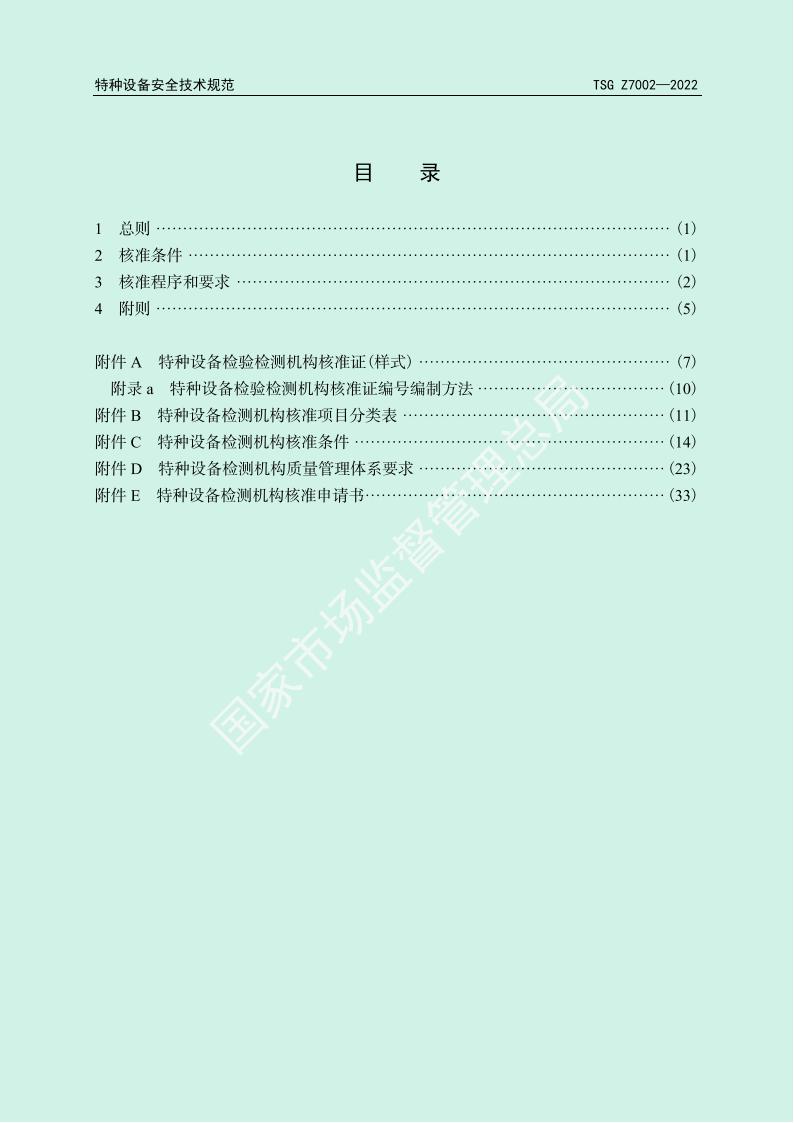 特种设备安全技术规范 TSG Z7002—2022
目 录
1 总则 ……………………………………………………………………………… (1)
2 核准条件 ………………………………………………………………………… (1)
3 核准程序和要求 ………………………………………………………………… (2)
4 附则 ……………………………………………………………………………… (5)
附件 A 特种设备检验检测机构核准证(样式) …………………………………… (7)
附录 a 特种设备检验检测机构核准证编号编制方法 …………………………… (10)
附件 B 特种设备检测机构核准项目分类表 ……………………………………… (11)
附件 C 特种设备检测机构核准条件 ……………………………………………… (14)
附件 D 特种设备检测机构质量管理体系要求 …………………………………… (23)
附件 E 特种设备检测机构核准申请书…………………………………………… (33)
国家市场监督管理总局